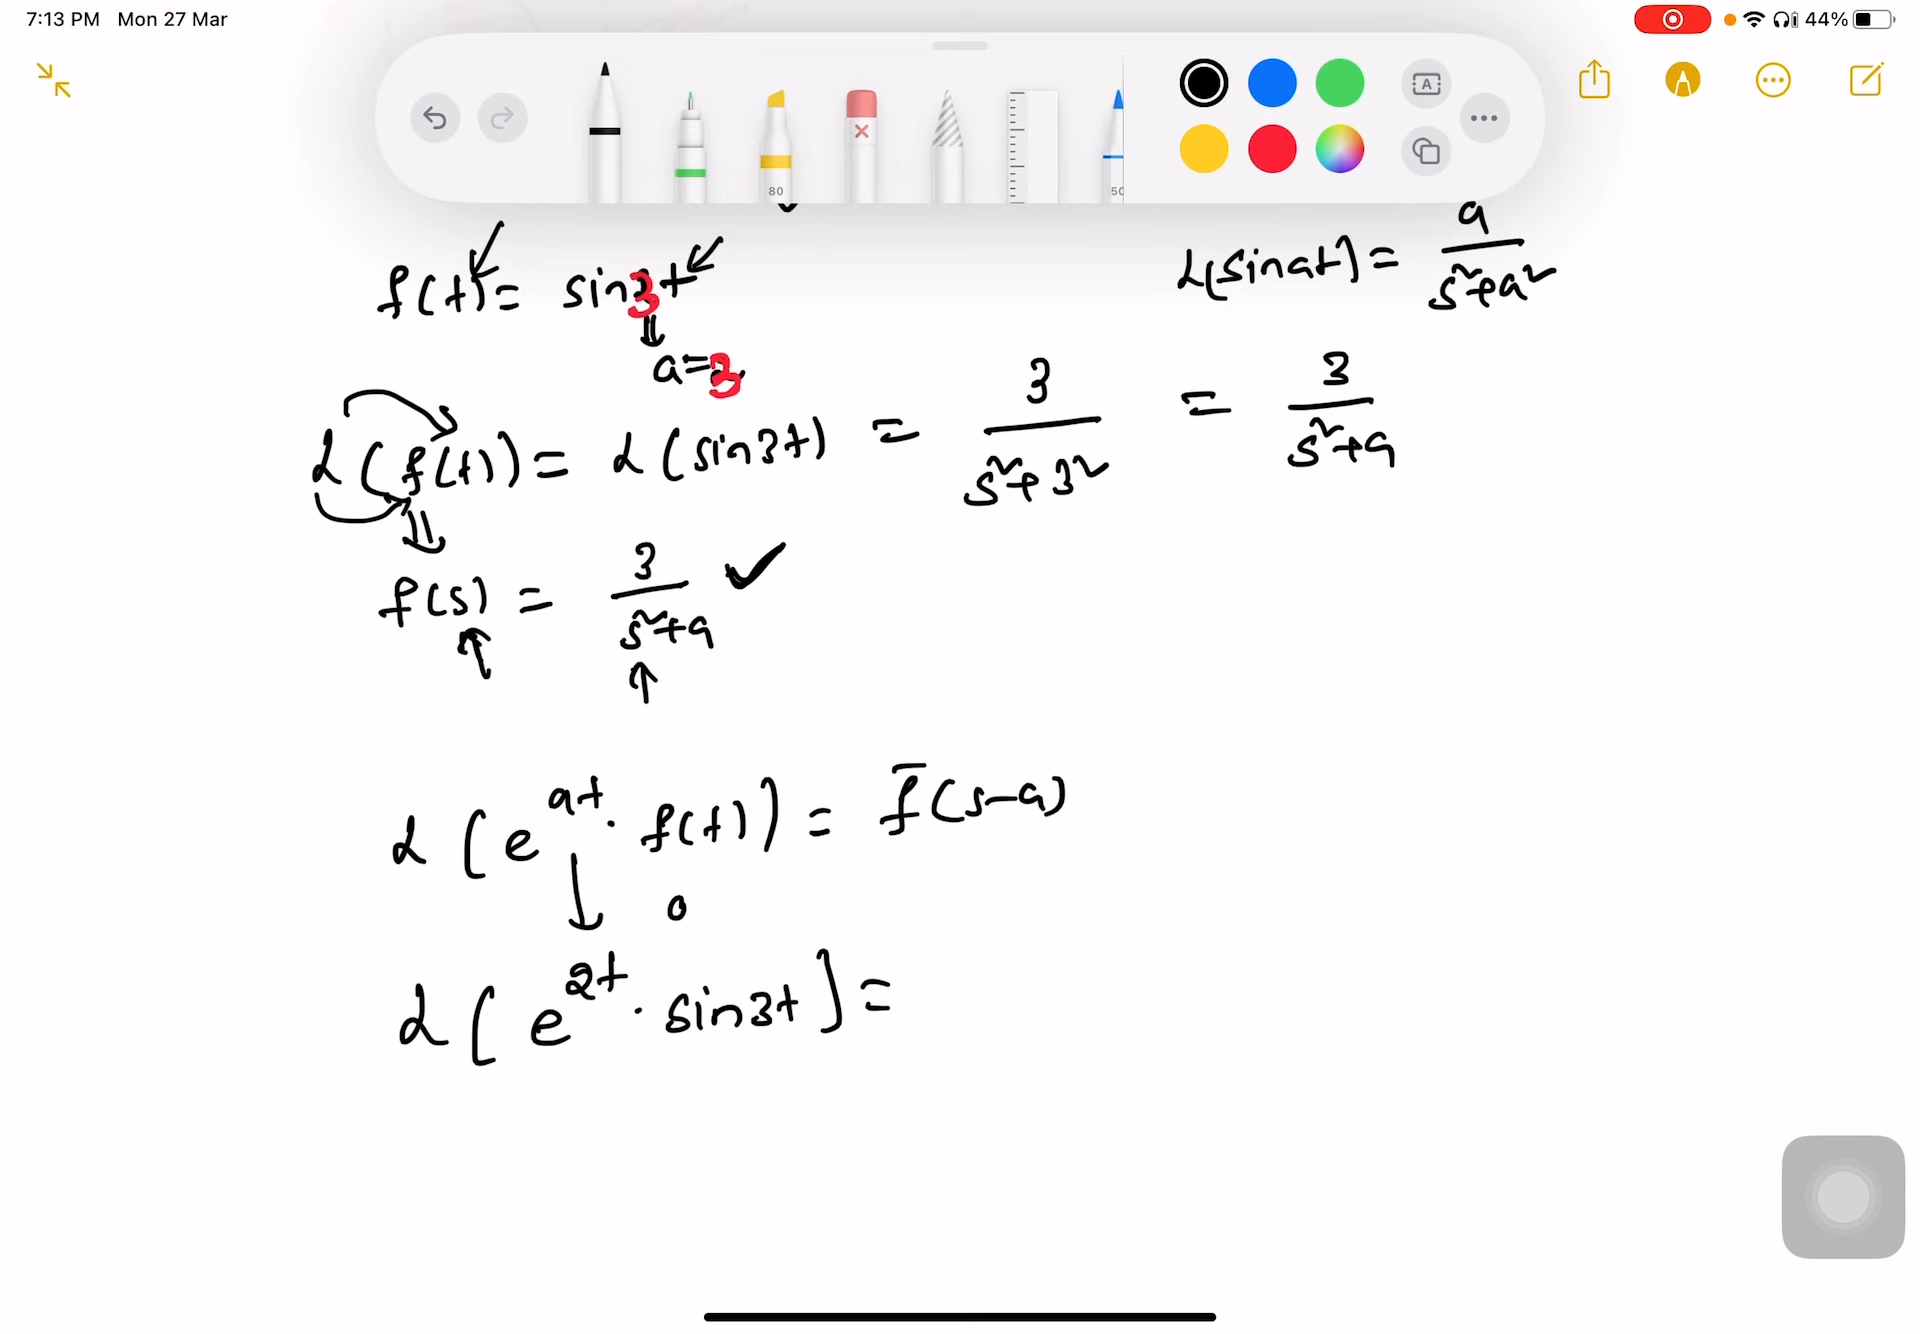 7:13 PM Mon 27 Mar 44%
80 50
A
f(t) = sin3t
L(sinat) = a/(s²+a²)
a=3
L(f(t)) = L(sin3t) = 3/(s²+3²) = 3/(s²+9)
f(s) = 3/(s²+9) ✓
L[e^at · f(t)] = f̄(s-a)
L[e^2t · sin3t] =